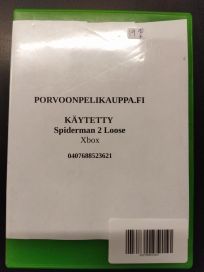 PORVOONPELIKAUPPA.FI
KÄYTETTY
Spiderman 2 Loose
Xbox
0407688523621